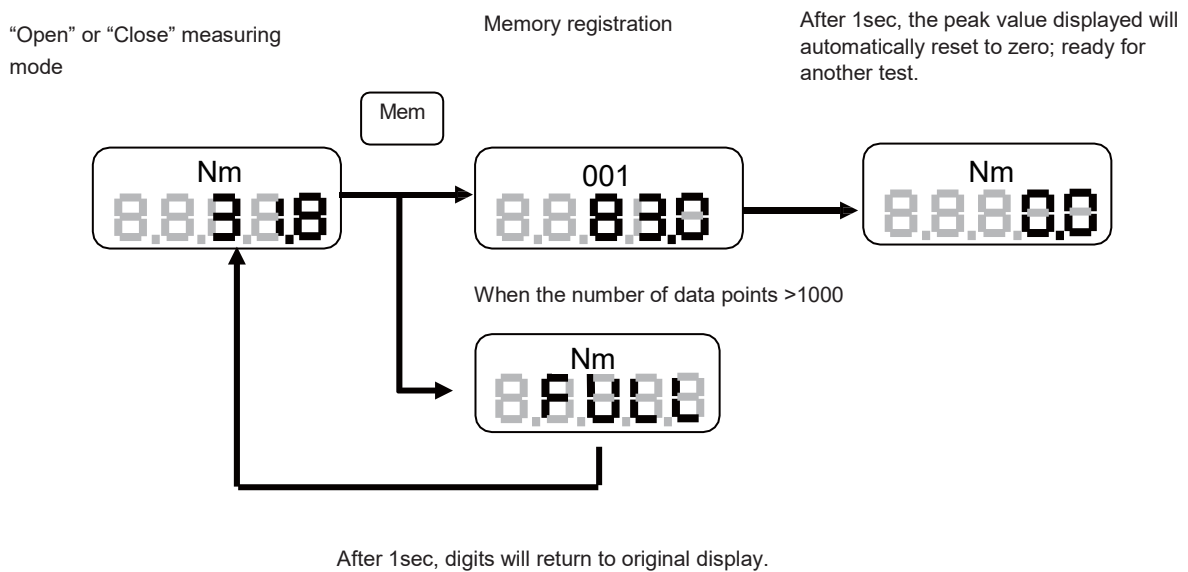 “Open” or “Close” measuring
mode
Memory registration
After 1sec, the peak value displayed will
automatically reset to zero; ready for
another test.
Mem
Nm
31.8
001
83.0
Nm
0.0
When the number of data points >1000
Nm
FULL
After 1sec, digits will return to original display.